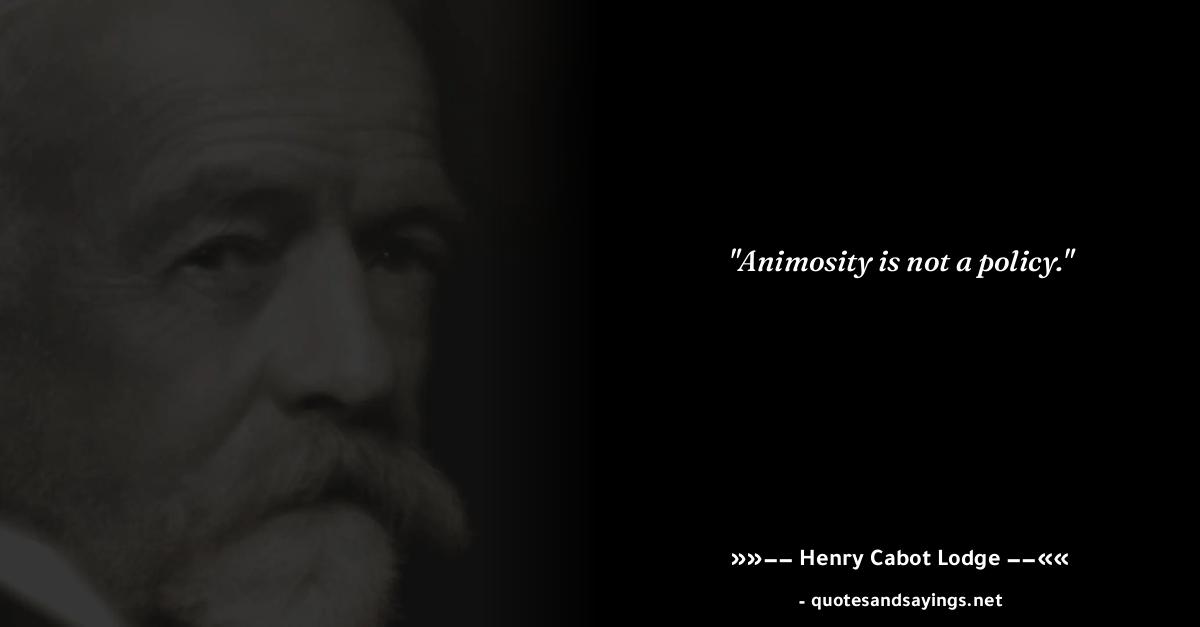 "Animosity is not a policy."
»»–– Henry Cabot Lodge ––««
- quotesandsayings.net